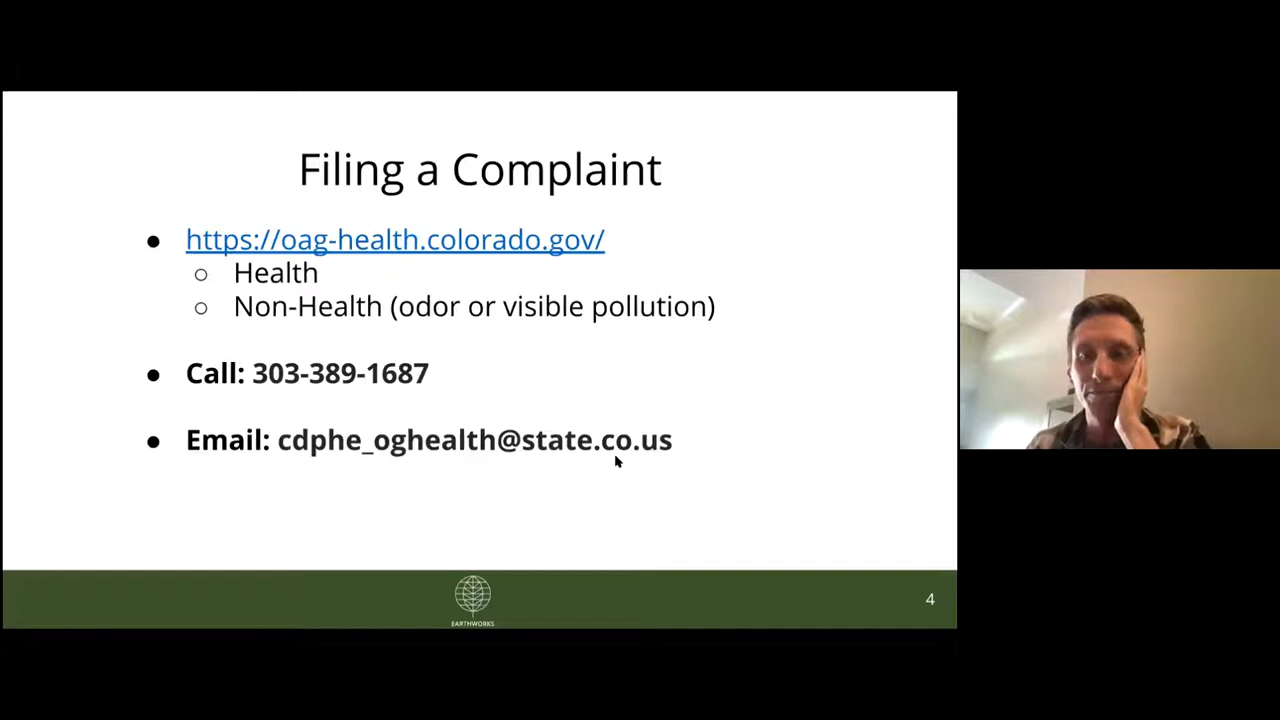 Filing a Complaint
● https://oag-health.colorado.gov/
○ Health
○ Non-Health (odor or visible pollution)
● Call: 303-389-1687
● Email: cdphe_oghealth@state.co.us
EARTHWORKS
4